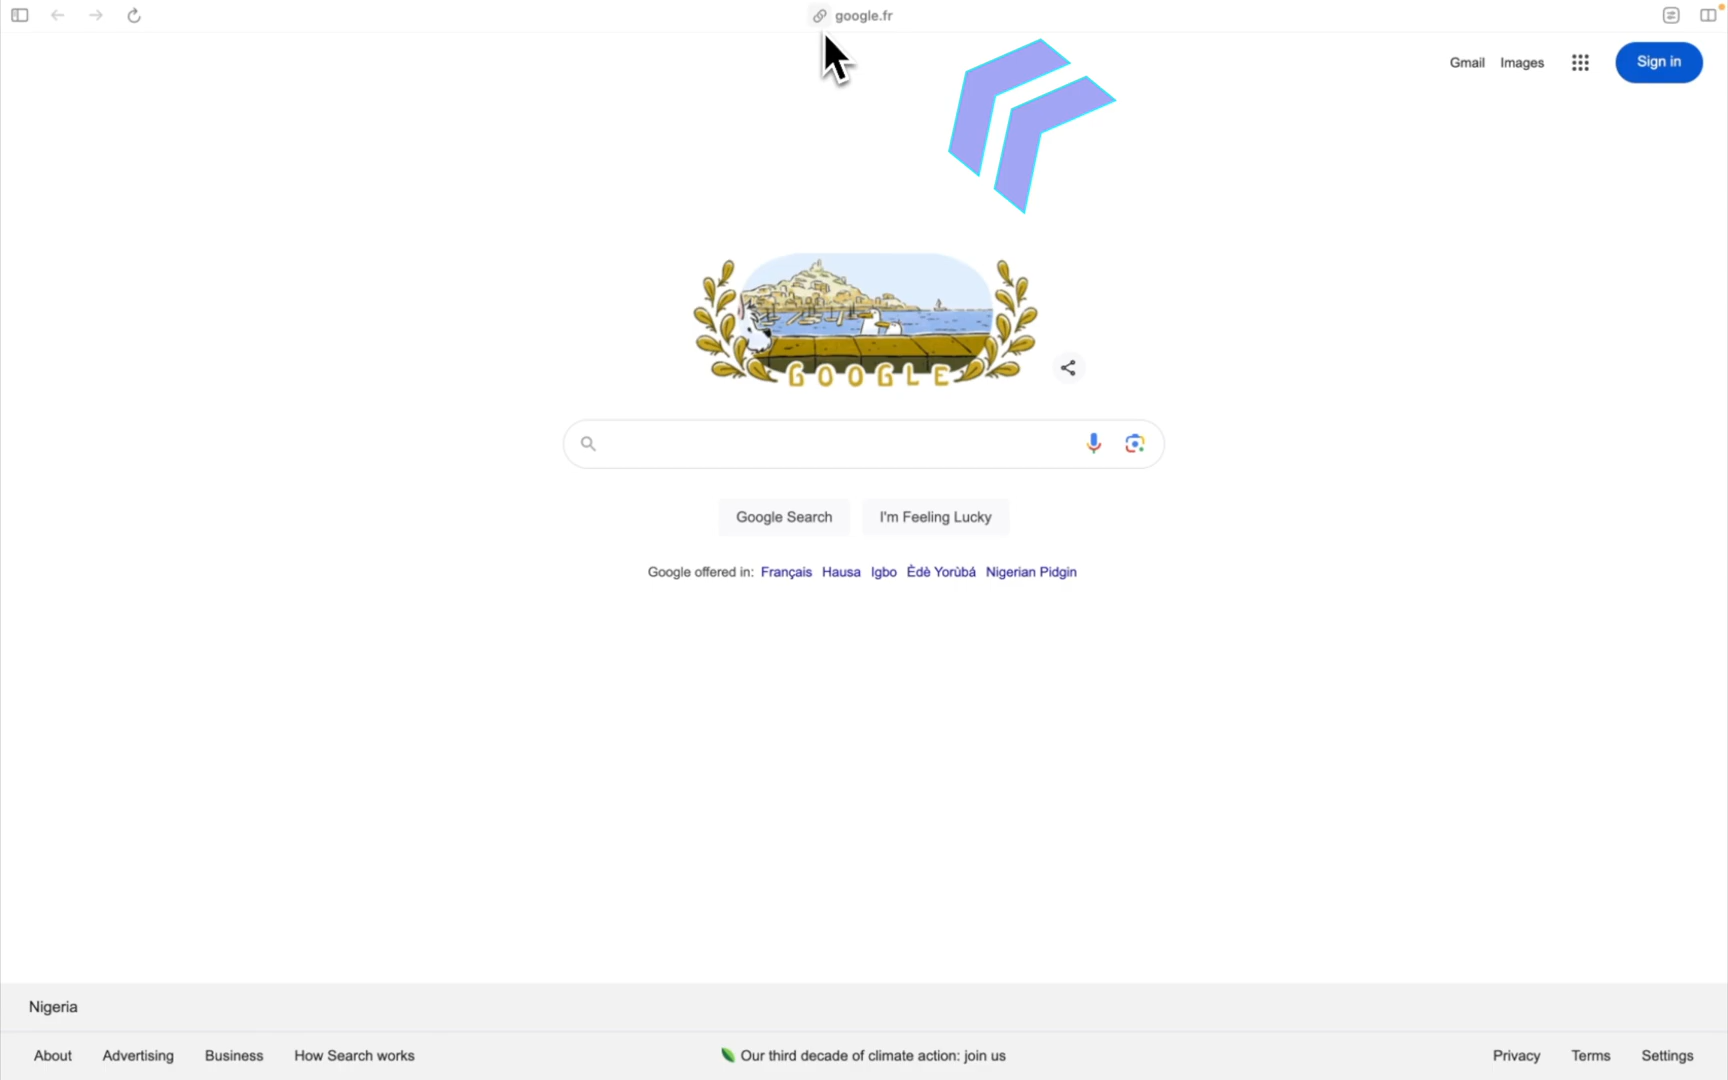 google.fr
Gmail Images Sign in
GOOGLE
Google Search I'm Feeling Lucky
Google offered in: Français Hausa Igbo Èdè Yorùbá Nigerian Pidgin
Nigeria
About Advertising Business How Search works Our third decade of climate action: join us Privacy Terms Settings